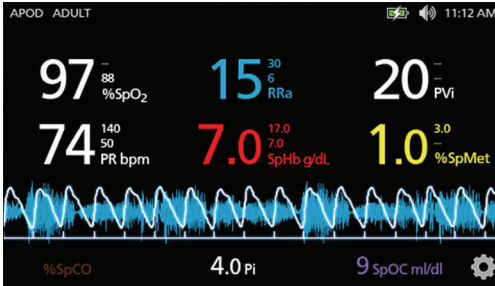 APOD ADULT 11:12 AM
97 -- 88 %SpO2
15 30 6 RRa
20 -- -- PVi
74 140 50 PR bpm
7.0 17.0 7.0 SpHb g/dL
1.0 3.0 -- %SpMet
%SpCO 4.0 Pi 9 SpOC ml/dl